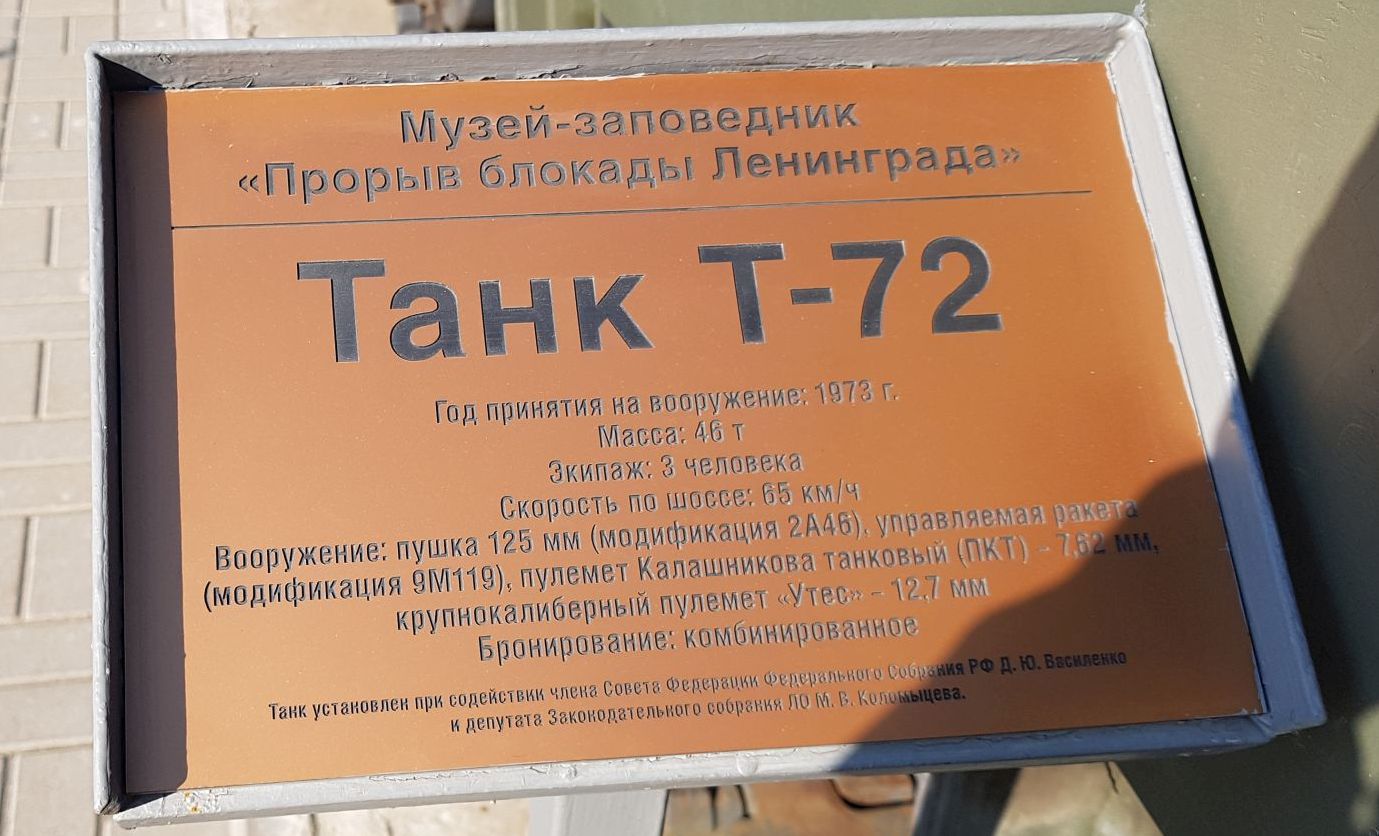 Музей-заповедник
«Прорыв блокады Ленинграда»
Танк Т-72
Год принятия на вооружение: 1973 г.
Масса: 46 т
Экипаж: 3 человека
Скорость по шоссе: 65 км/ч
Вооружение: пушка 125 мм (модификация 2А46), управляемая ракета
(модификация 9М119), пулемет Калашникова танковый (ПКТ) – 7,62 мм,
крупнокалиберный пулемет «Утес» – 12,7 мм
Бронирование: комбинированное
Танк установлен при содействии члена Совета Федерации Федерального Собрания РФ Д. Ю. Василенко
и депутата Законодательного собрания ЛО М. В. Коломыцева.